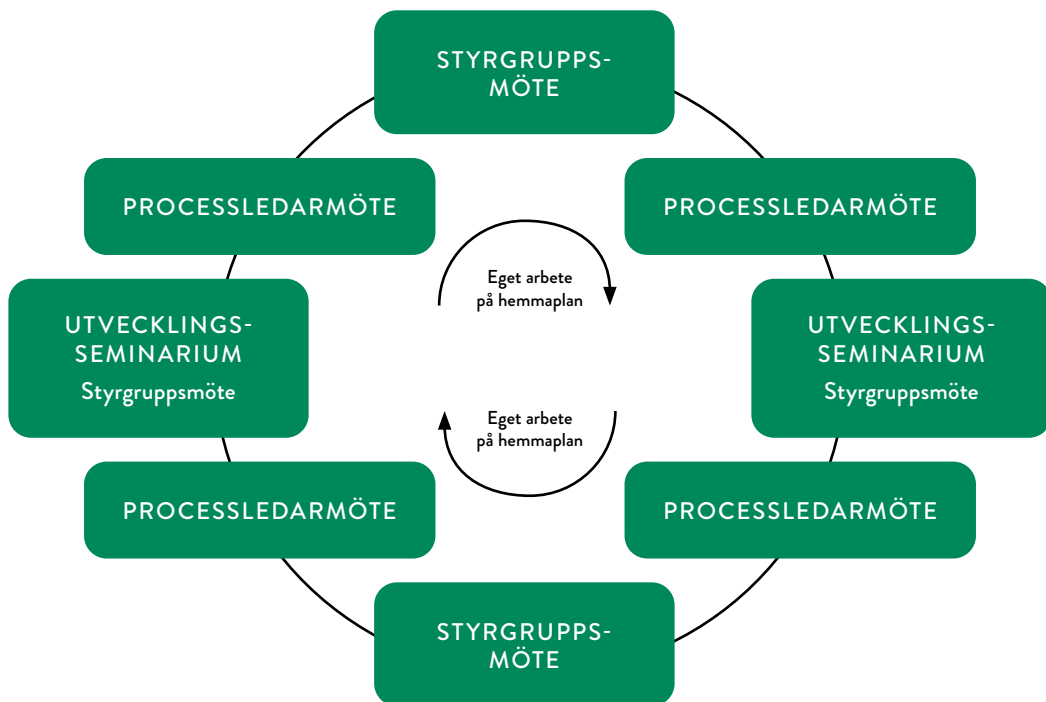 STYRGRUPPS-
MÖTE
PROCESSLEDARMÖTE
PROCESSLEDARMÖTE
Eget arbete
på hemmaplan
UTVECKLINGS-
SEMINARIUM
Styrgruppsmöte
UTVECKLINGS-
SEMINARIUM
Styrgruppsmöte
Eget arbete
på hemmaplan
PROCESSLEDARMÖTE
PROCESSLEDARMÖTE
STYRGRUPPS-
MÖTE